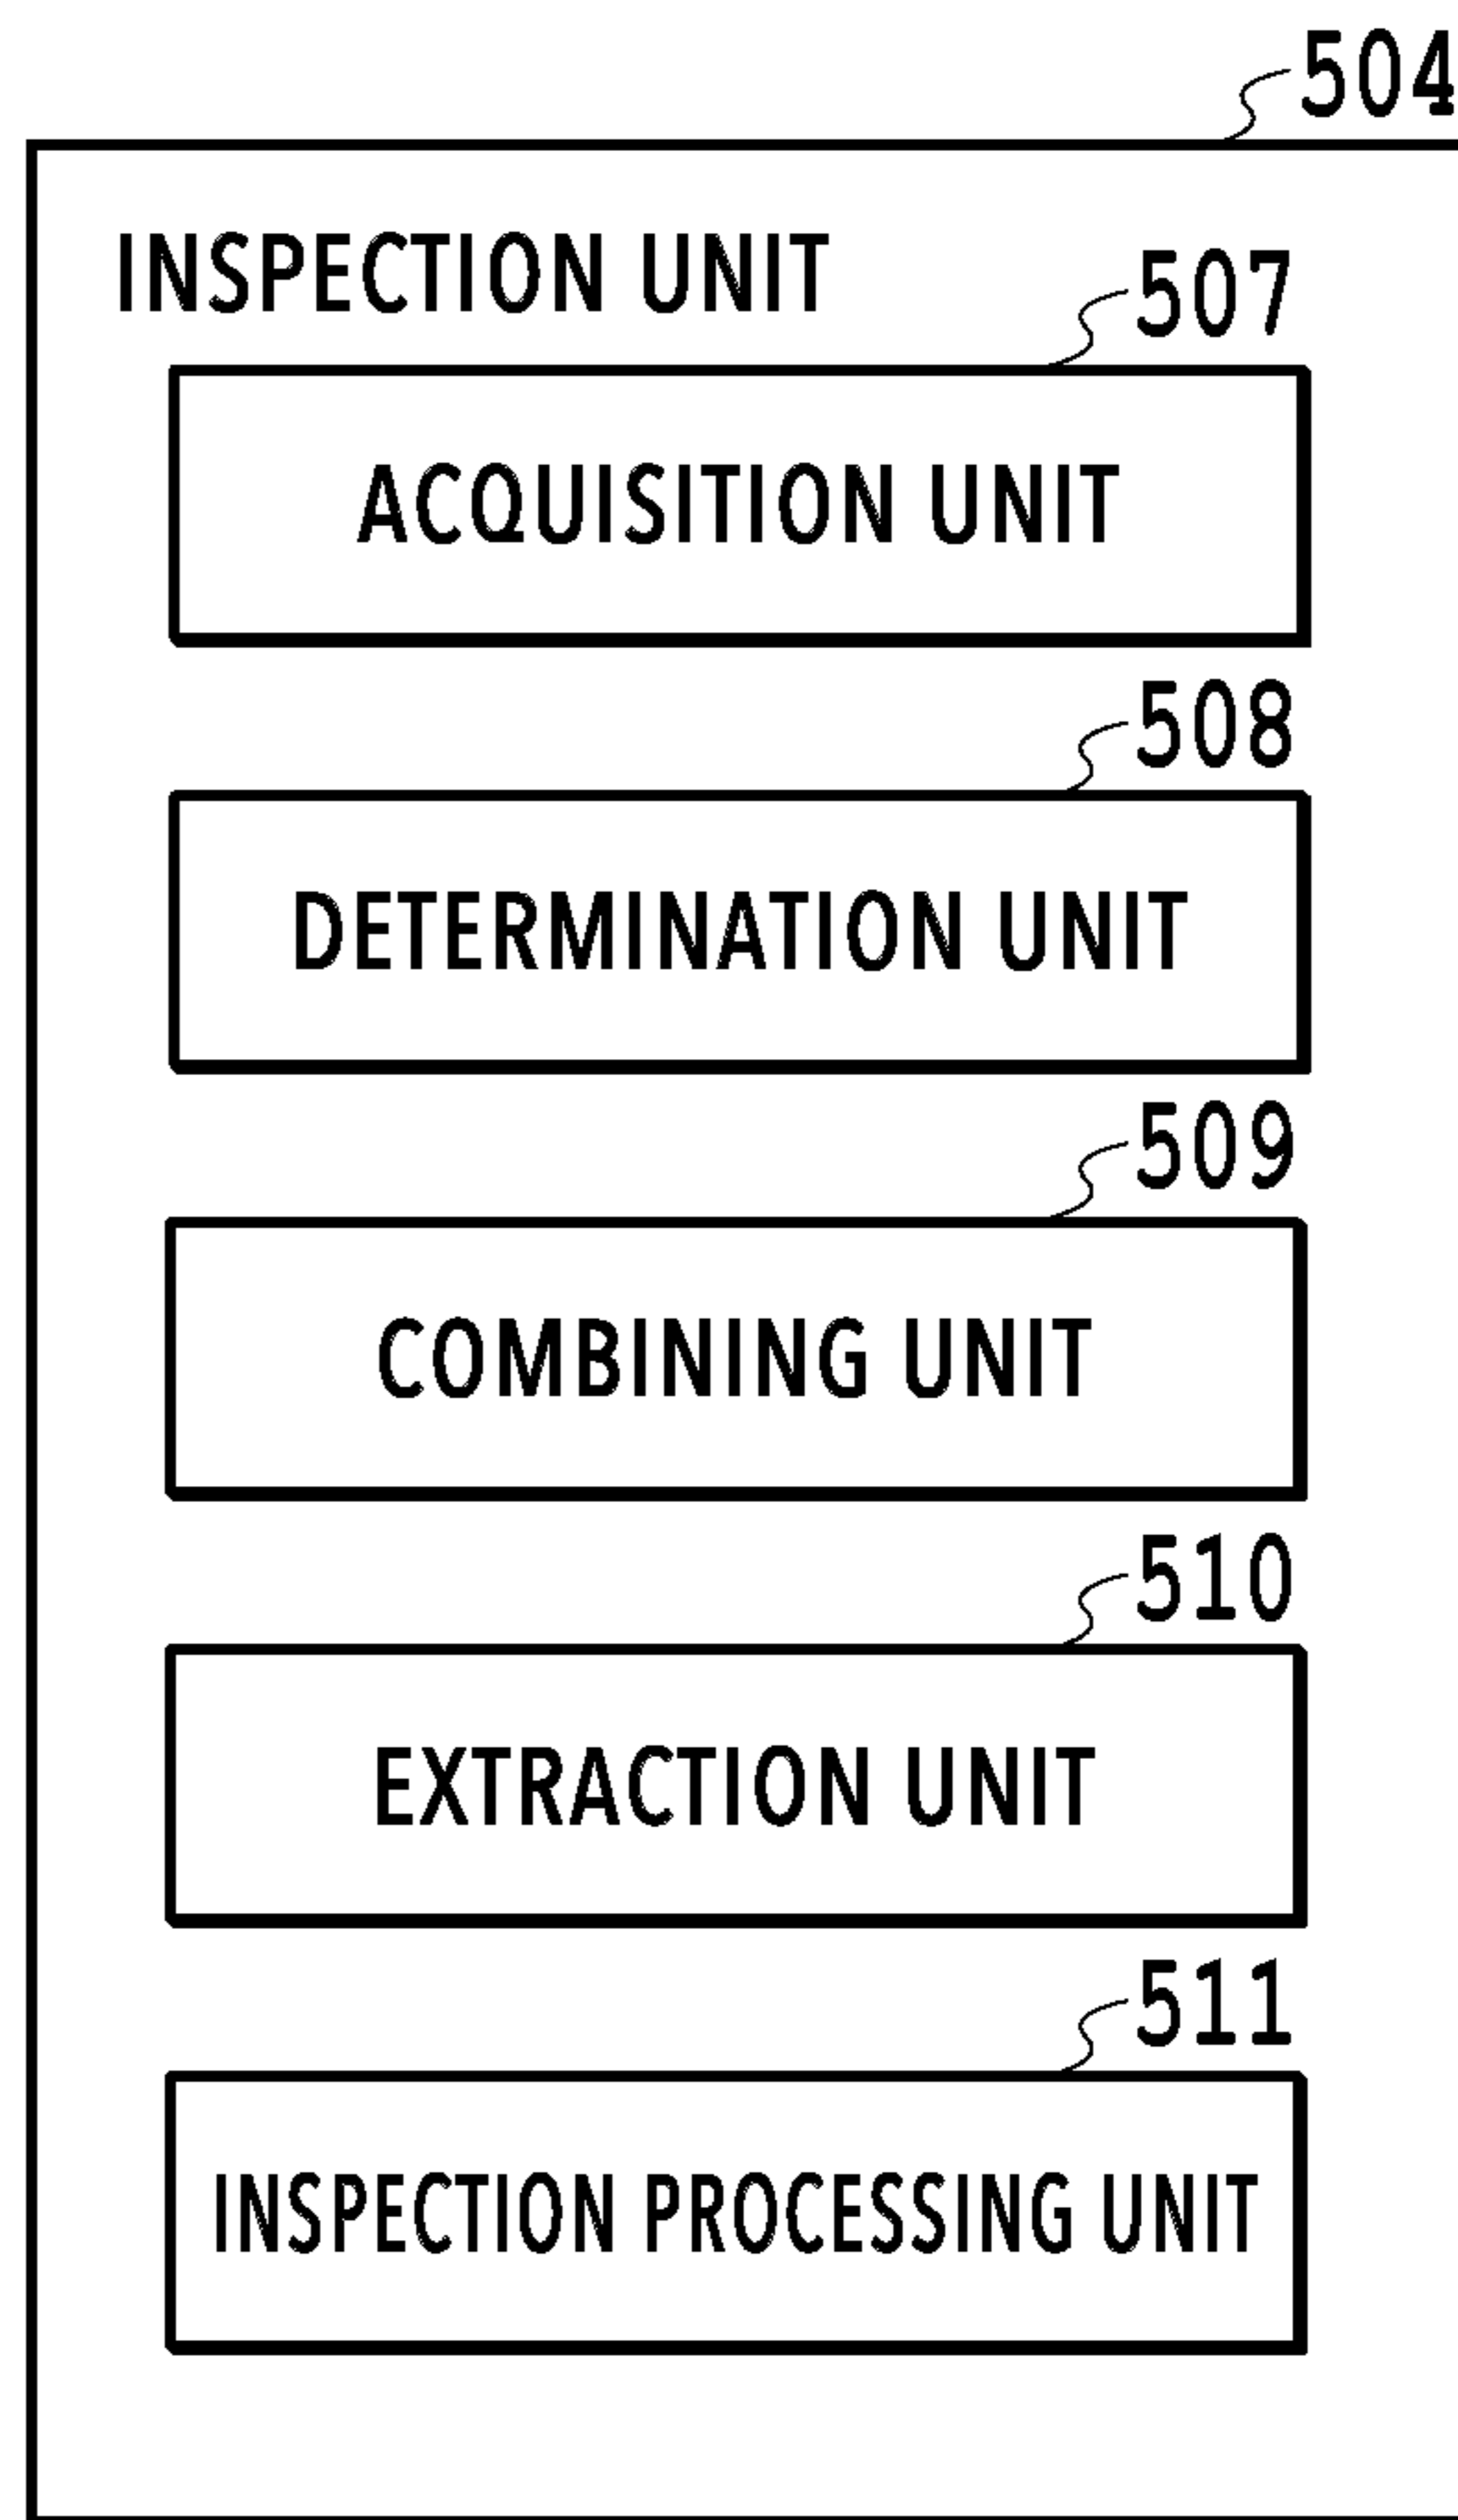 504
INSPECTION UNIT
507
ACQUISITION UNIT
508
DETERMINATION UNIT
509
COMBINING UNIT
510
EXTRACTION UNIT
511
INSPECTION PROCESSING UNIT